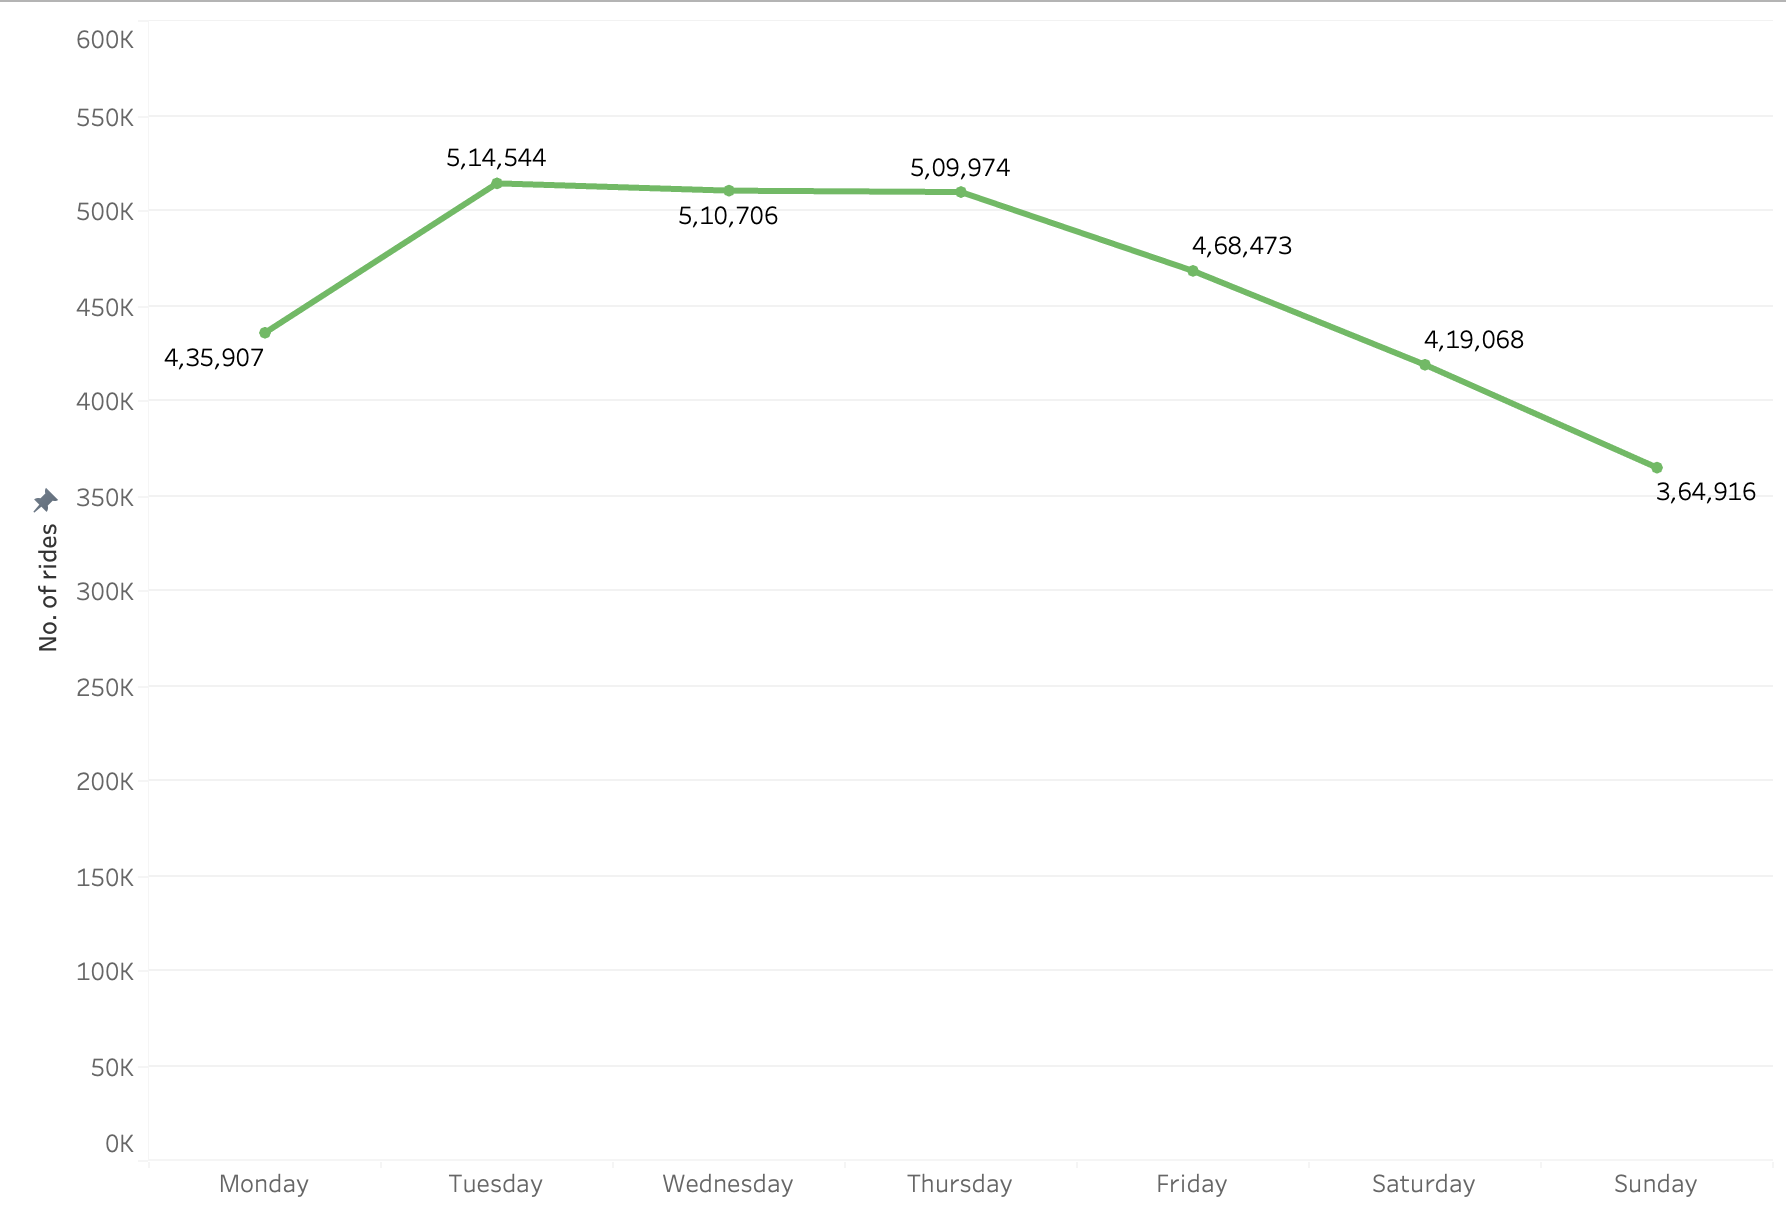 600K
550K
500K
450K
400K
350K
300K
250K
200K
150K
100K
50K
0K
No. of rides
4,35,907
5,14,544
5,10,706
5,09,974
4,68,473
4,19,068
3,64,916
Monday Tuesday Wednesday Thursday Friday Saturday Sunday